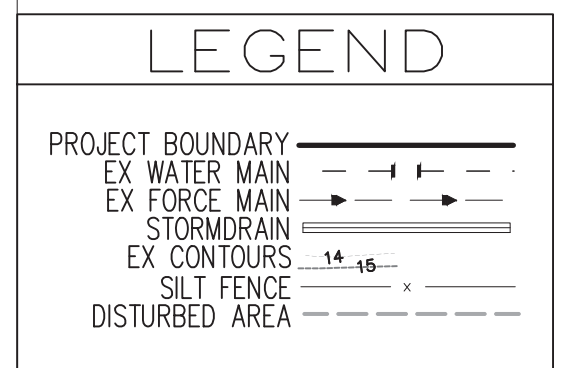 LEGEND
PROJECT BOUNDARY
EX WATER MAIN
EX FORCE MAIN
STORMDRAIN
EX CONTOURS 14 15
SILT FENCE x
DISTURBED AREA